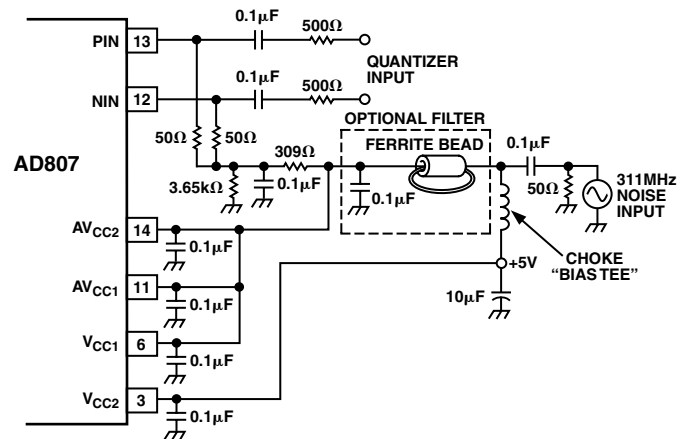 AD807
PIN
13
0.1μF
500Ω
QUANTIZER
INPUT
NIN
12
0.1μF
500Ω
50Ω
50Ω
3.65kΩ
0.1μF
309Ω
OPTIONAL FILTER
FERRITE BEAD
0.1μF
0.1μF
50Ω
311MHz
NOISE
INPUT
CHOKE
"BIAS TEE"
+5V
10μF
AVCC2
14
0.1μF
AVCC1
11
0.1μF
VCC1
6
0.1μF
VCC2
3
0.1μF